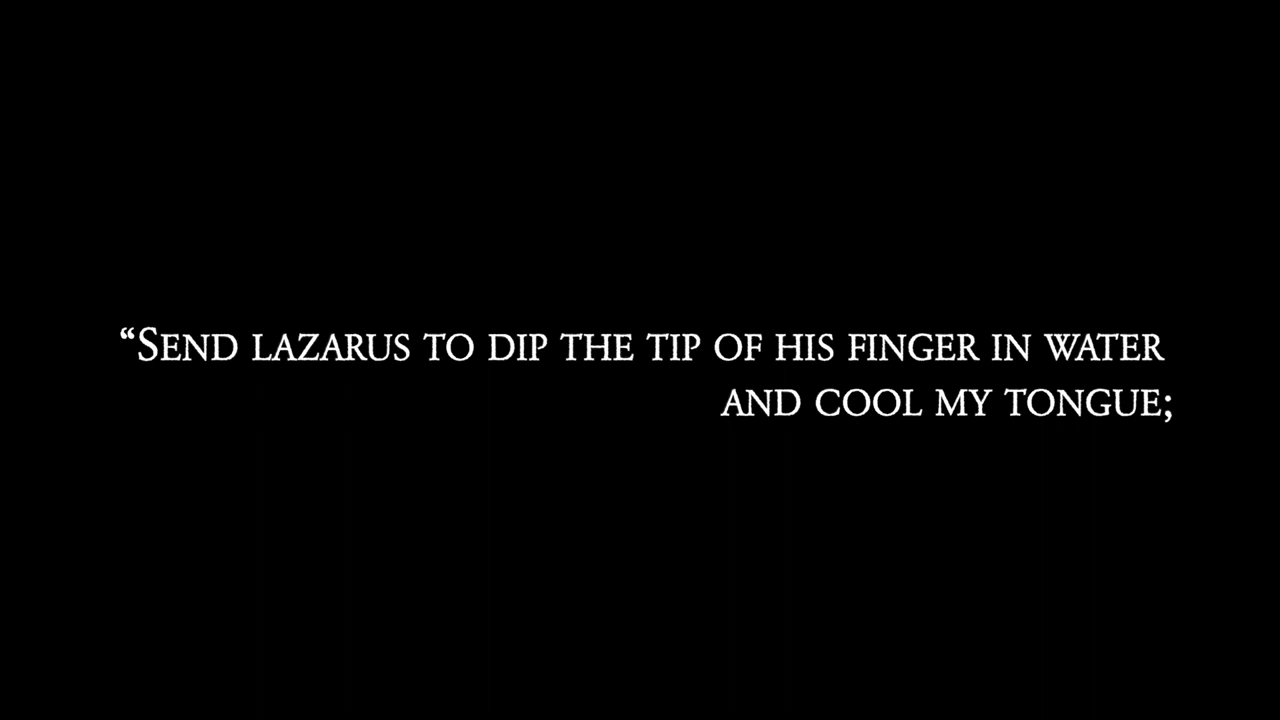 “Send lazarus to dip the tip of his finger in water
and cool my tongue;